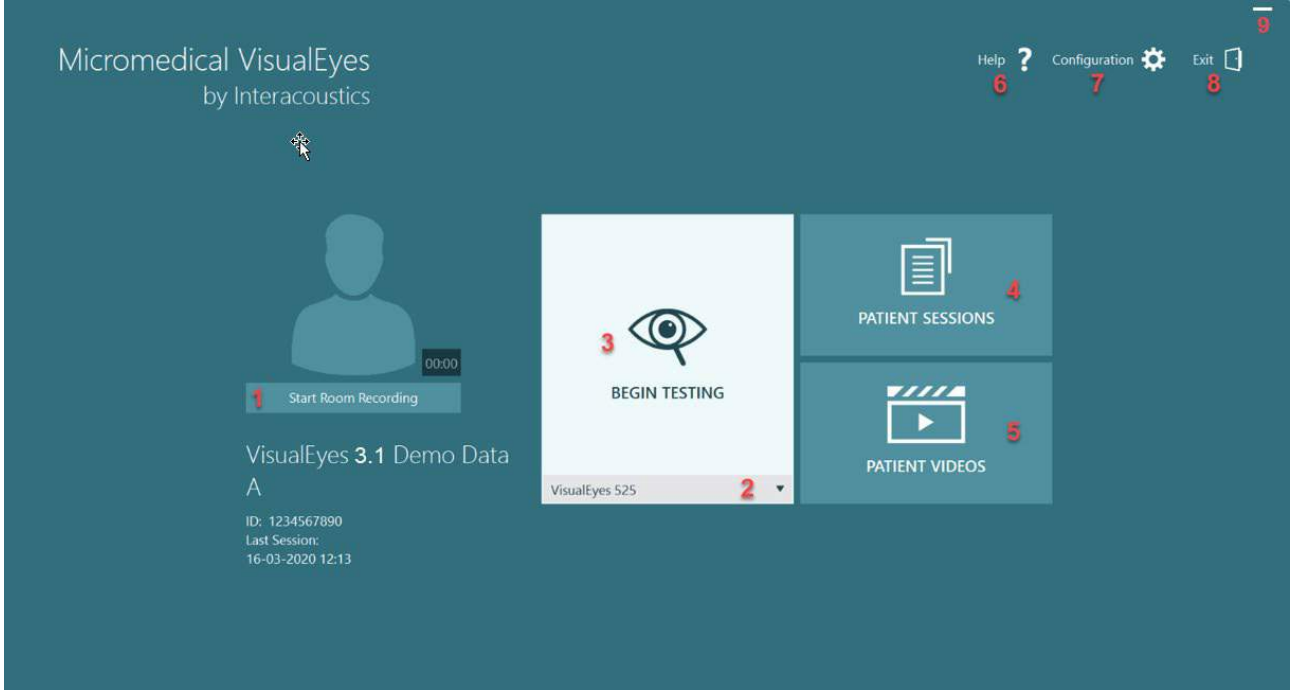 9
Micromedical VisualEyes
by Interacoustics
Help ? Configuration Exit
6 7 8
00:00
1 Start Room Recording
VisualEyes 3.1 Demo Data
A
ID: 1234567890
Last Session:
16-03-2020 12:13
3
BEGIN TESTING
VisualEyes 525 2
4
PATIENT SESSIONS
5
PATIENT VIDEOS